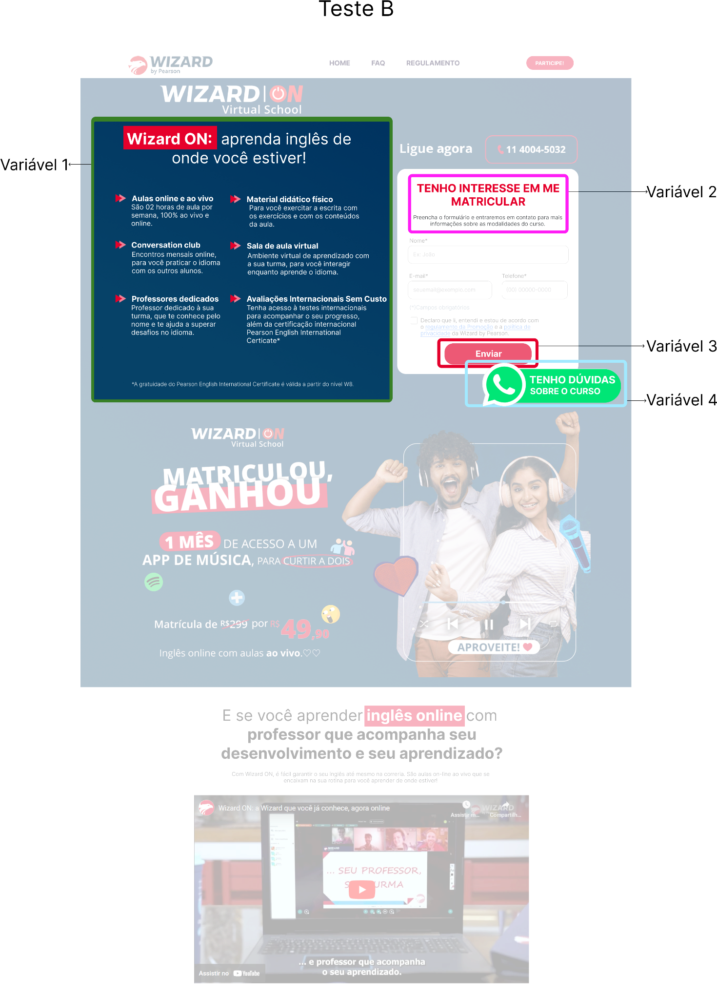 Teste B
WIZARD
by Pearson
HOME FAQ REGULAMENTO PARTICIPE!
WIZARD ON
Virtual School
Wizard ON: aprenda inglês de
onde você estiver!
Variável 1
Aulas online e ao vivo
São 02 horas de aula por
semana, 100% ao vivo e
online.
Material didático físico
Para você exercitar a escrita com
os exercícios e com os conteúdos
da aula.
Conversation club
Encontros mensais online,
para você praticar o idioma
com os outros alunos.
Sala de aula virtual
Ambiente virtual de aprendizado com
a sua turma, para você interagir
enquanto aprende o idioma.
Professores dedicados
Professor dedicado à sua
turma, que te conhece pelo
nome e te ajuda a superar
desafios no idioma.
Avaliações Internacionais Sem Custo
Tenha acesso à testes internacionais
para acompanhar o seu progresso,
além da certificação internacional
Pearson English International
Certicate*
*A gratuidade do Pearson English International Certificate é válida a partir do nível W8.
Ligue agora 11 4004-5032
TENHO INTERESSE EM ME
MATRICULAR
Preencha o formulário e entraremos em contato para mais
informações sobre as modalidades do curso.
Variável 2
Nome*
Ex: João
E-mail* Telefone*
seuemail@exemplo.com (00) 00000-0000
(*)Campos obrigatórios
Declaro que li, entendi e estou de acordo com
o regulamento da Promoção e a política de
privacidade da Wizard by Pearson.
Enviar
Variável 3
TENHO DÚVIDAS
SOBRE O CURSO
Variável 4
WIZARD ON
Virtual School
MATRICULOU,
GANHOU
1 MÊS DE ACESSO A UM
APP DE MÚSICA, PARA CURTIR A DOIS
Matrícula de R$299 por R$ 49,90
Inglês online com aulas ao vivo.♡♡
APROVEITE!
E se você aprender inglês online com
professor que acompanha seu
desenvolvimento e seu aprendizado?
Com Wizard ON, é fácil garantir o seu inglês até mesmo na correria. São aulas on-line ao vivo que se
encaixam na sua rotina para você aprender de onde estiver!
Wizard ON: a Wizard que você já conhece, agora online
Assistir m... Compartilh...
WIZARD
WIZARD
... SEU PROFESSOR,
URMA
... e professor que acompanha
o seu aprendizado.
Assistir no YouTube